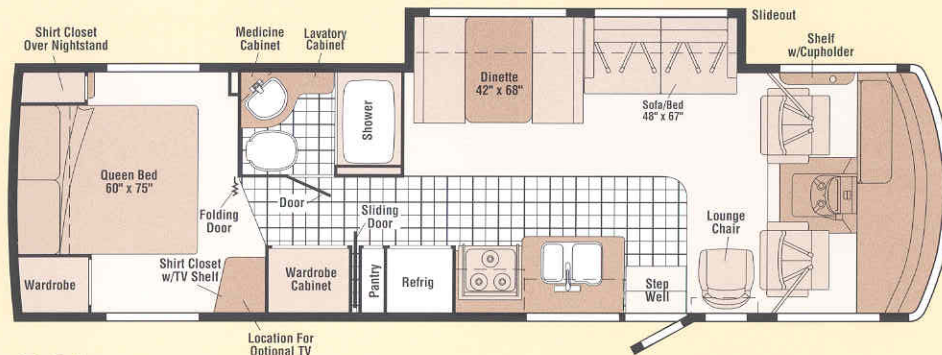 Shirt Closet
Over Nightstand
Medicine
Cabinet
Lavatory
Cabinet
Slideout
Shelf
w/Cupholder
Dinette
42" x 68"
Sofa/Bed
48" x 67"
Shower
Queen Bed
60" x 75"
Folding
Door
Door
Sliding
Door
Lounge
Chair
Shirt Closet
w/TV Shelf
Wardrobe
Wardrobe
Cabinet
Pantry
Refrig
Step
Well
Location For
Optional TV